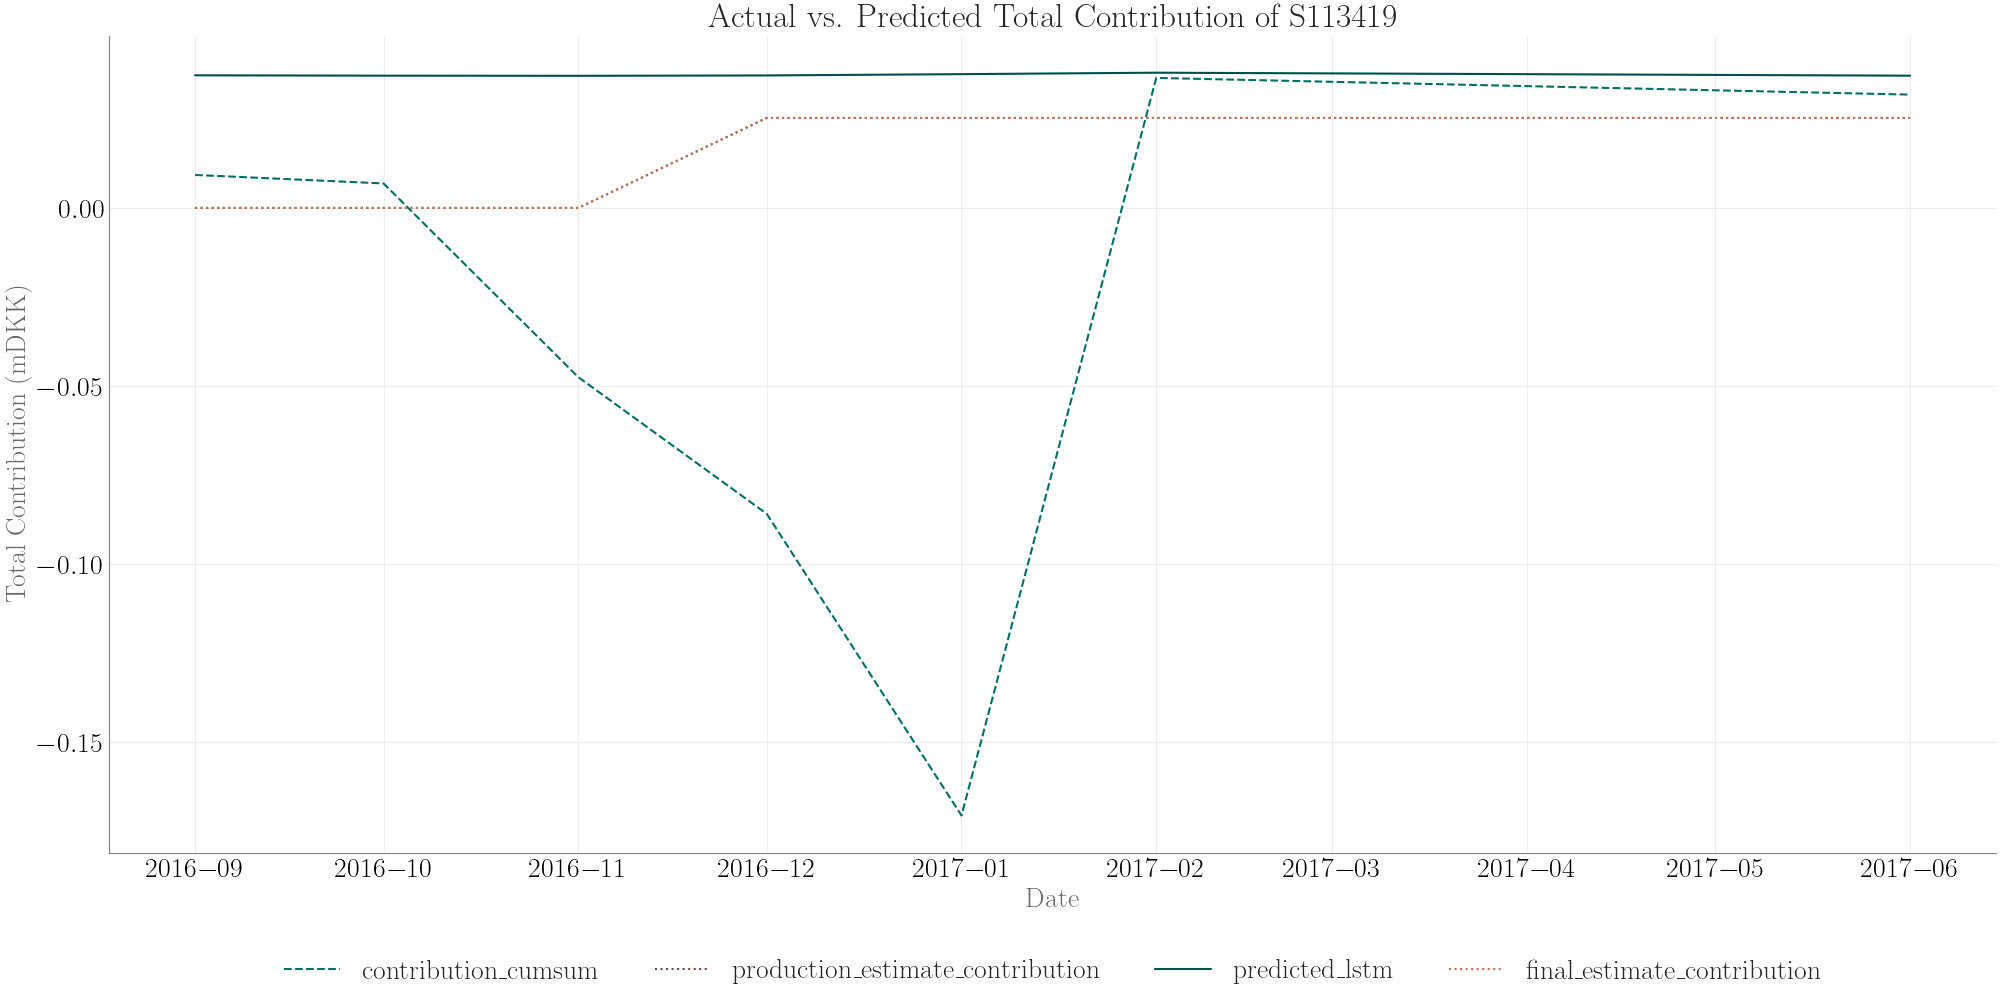 Actual vs. Predicted Total Contribution of S113419
Total Contribution (mDKK)
0.00
−0.05
−0.10
−0.15
2016−09 2016−10 2016−11 2016−12 2017−01 2017−02 2017−03 2017−04 2017−05 2017−06
Date
contribution_cumsum production_estimate_contribution predicted_lstm final_estimate_contribution